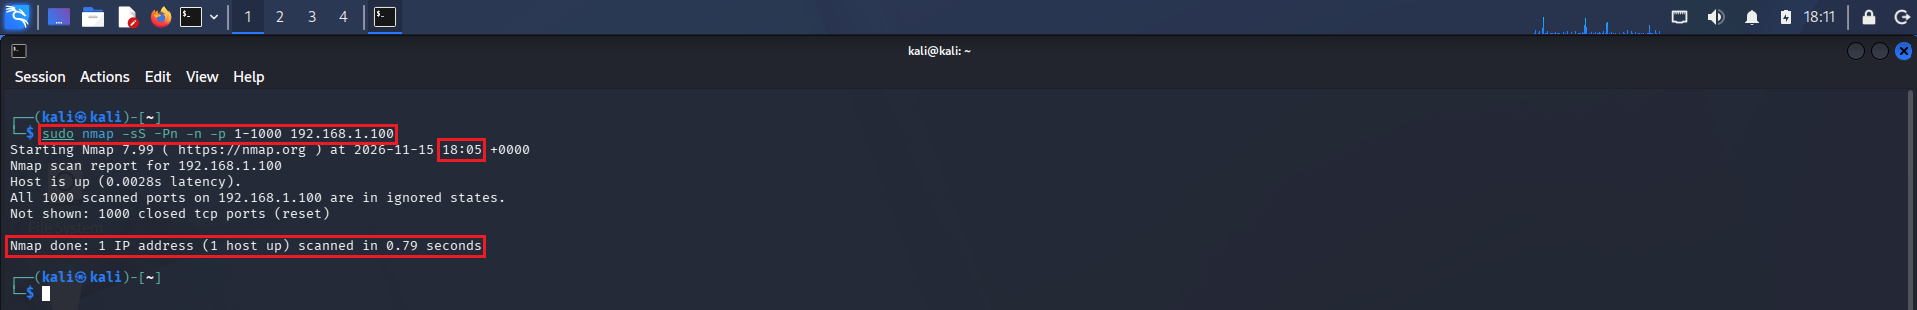 1 2 3 4 18:11
kali@kali: ~
Session Actions Edit View Help
┌──(kali㉿kali)-[~]
└─$ sudo nmap -sS -Pn -n -p 1-1000 192.168.1.100
Starting Nmap 7.99 ( https://nmap.org ) at 2026-11-15 18:05 +0000
Nmap scan report for 192.168.1.100
Host is up (0.0028s latency).
All 1000 scanned ports on 192.168.1.100 are in ignored states.
Not shown: 1000 closed tcp ports (reset)
File System
Nmap done: 1 IP address (1 host up) scanned in 0.79 seconds
┌──(kali㉿kali)-[~]
└─$